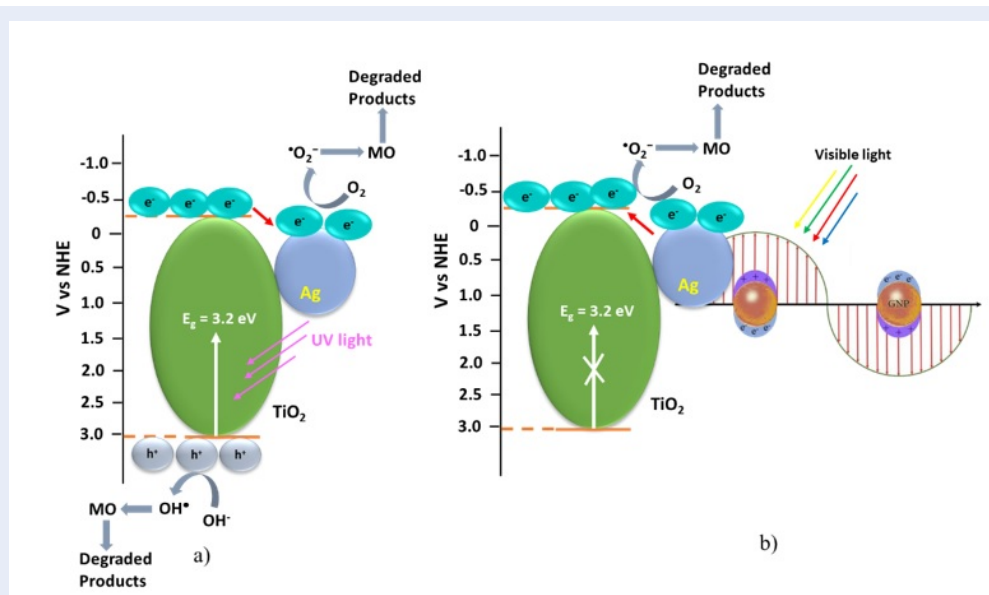 Degraded
Products
•O₂⁻
MO
O₂
-1.0
-0.5
0
0.5
1.0
1.5
2.0
2.5
3.0
V vs NHE
e⁻
e⁻
e⁻
e⁻
e⁻
Ag
E₉ = 3.2 eV
UV light
TiO₂
h⁺
h⁺
h⁺
MO
OH•
OH⁻
Degraded
Products
a)
Degraded
Products
•O₂⁻
MO
O₂
Visible light
-1.0
-0.5
0
0.5
1.0
1.5
2.0
2.5
3.0
V vs NHE
e⁻
e⁻
e⁻
e⁻
e⁻
Ag
E₉ = 3.2 eV
TiO₂
+ + +
e⁻ e⁻ e⁻
e⁻ e⁻ e⁻
GNP
+ + +
b)